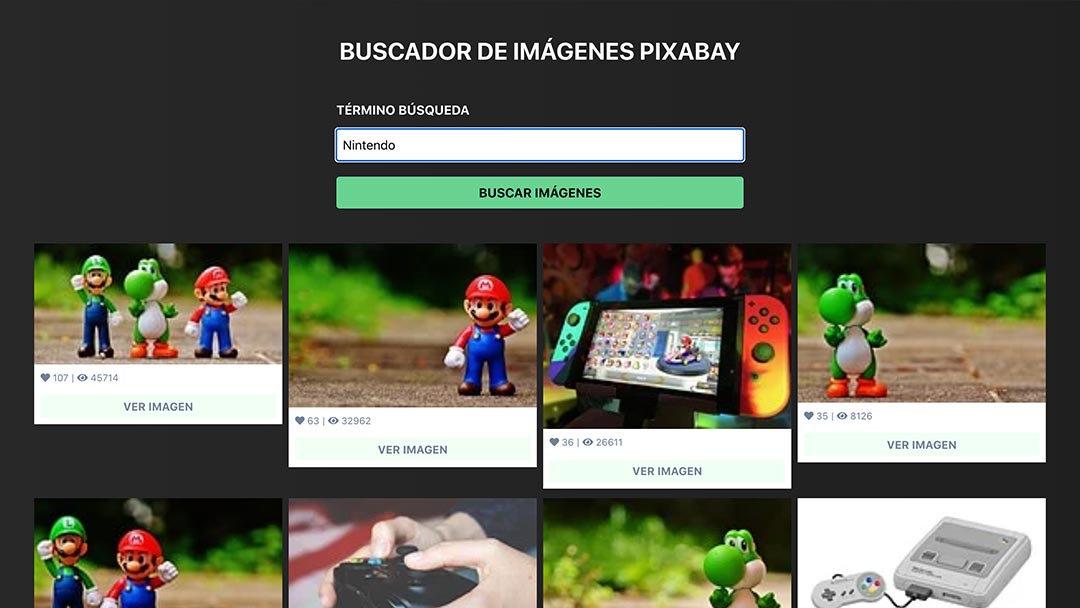 BUSCADOR DE IMÁGENES PIXABAY
TÉRMINO BÚSQUEDA
Nintendo
BUSCAR IMÁGENES
107 | 45714
VER IMAGEN
63 | 32962
VER IMAGEN
36 | 26611
VER IMAGEN
35 | 8126
VER IMAGEN
M
L
M